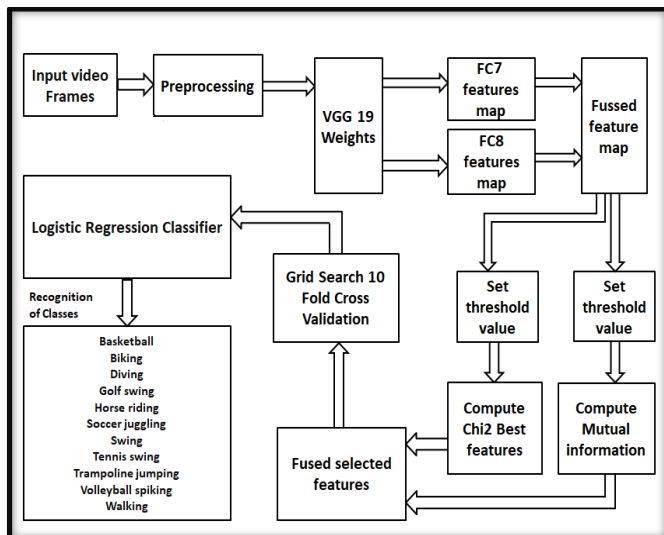 Input video
Frames
Preprocessing
VGG 19
Weights
FC7
features
map
FC8
features
map
Fussed
feature
map
Set
threshold
value
Set
threshold
value
Compute
Chi2 Best
features
Compute
Mutual
information
Fused selected
features
Grid Search 10
Fold Cross
Validation
Logistic Regression Classifier
Recognition
of Classes
Basketball
Biking
Diving
Golf swing
Horse riding
Soccer juggling
Swing
Tennis swing
Trampoline jumping
Volleyball spiking
Walking